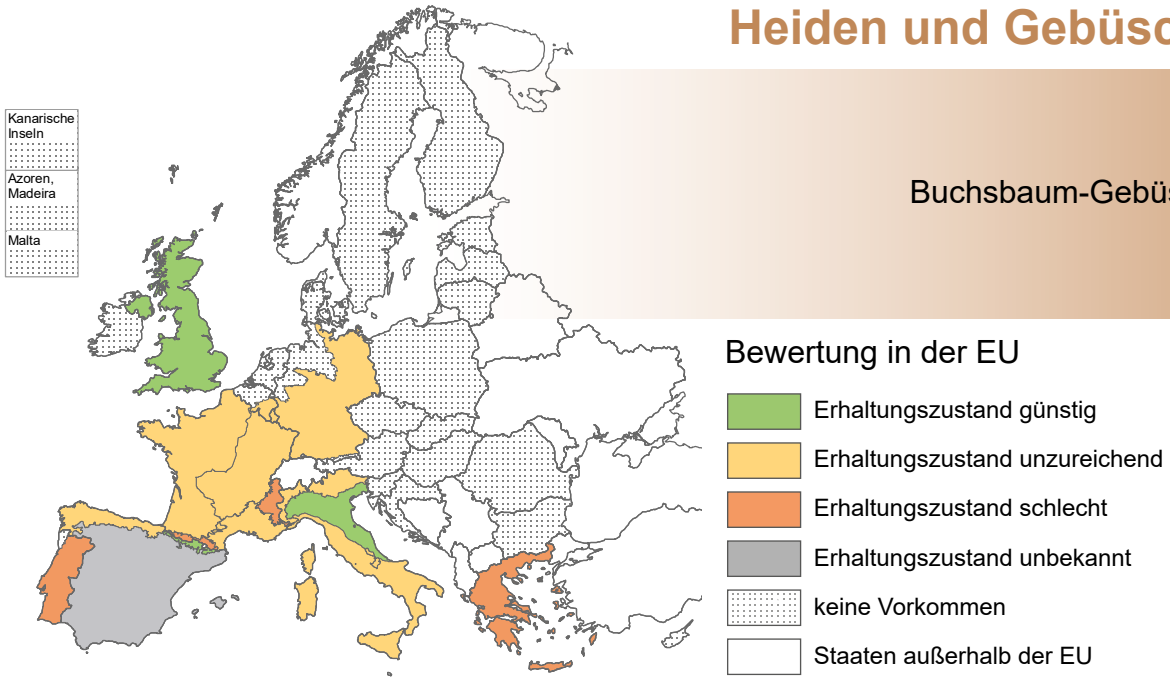 Heiden und Gebüsc
Kanarische
Inseln
Azoren,
Madeira
Malta
Buchsbaum-Gebüs
Bewertung in der EU
Erhaltungszustand günstig
Erhaltungszustand unzureichend
Erhaltungszustand schlecht
Erhaltungszustand unbekannt
keine Vorkommen
Staaten außerhalb der EU